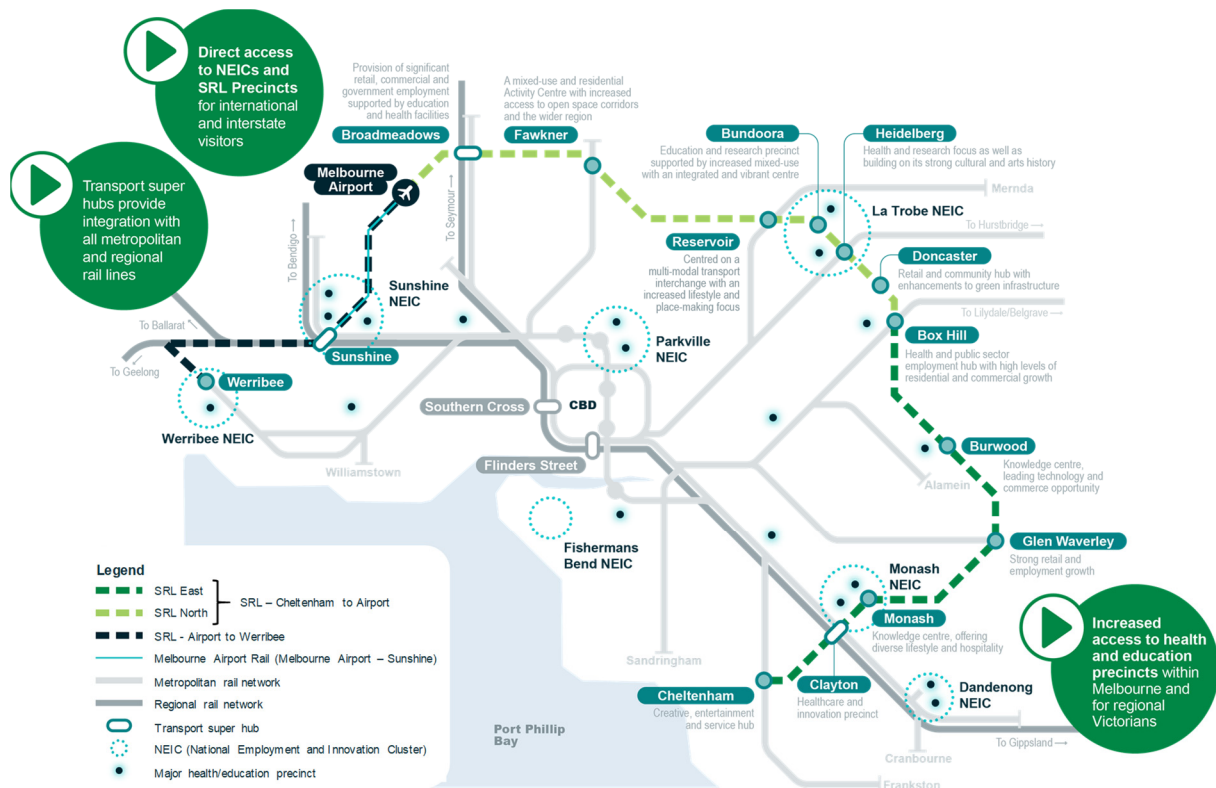 Direct access
to NEICs and
SRL Precincts
for international
and interstate
visitors
Transport super
hubs provide
integration with
all metropolitan
and regional
rail lines
Provision of significant
retail, commercial and
government employment
supported by education
and health facilities
Broadmeadows
A mixed-use and residential
Activity Centre with increased
access to open space corridors
and the wider region
Fawkner
Bundoora
Education and research precinct
supported by increased mixed-use
with an integrated and vibrant centre
Heidelberg
Health and research focus as well as
building on its strong cultural and arts history
Melbourne
Airport
Mernda
La Trobe NEIC
To Hurstbridge →
To Seymour →
To Bendigo →
Reservoir
Centred on a
multi-modal transport
interchange with an
increased lifestyle and
place-making focus
Doncaster
Retail and community hub with
enhancements to green infrastructure
Sunshine
NEIC
To Lilydale/Belgrave →
To Ballarat
Parkville
NEIC
Box Hill
Health and public sector
employment hub with high levels of
residential and commercial growth
Sunshine
To Geelong
Werribee
Southern Cross
CBD
Werribee NEIC
Burwood
Knowledge centre,
leading technology and
commerce opportunity
Flinders Street
Williamstown
Alamein
Fishermans
Bend NEIC
Glen Waverley
Strong retail and
employment growth
Monash
NEIC
Monash
Knowledge centre, offering
diverse lifestyle and hospitality
Increased
access to health
and education
precincts within
Melbourne and
for regional
Victorians
Sandringham
Cheltenham
Creative, entertainment
and service hub
Clayton
Healthcare and
innovation precinct
Dandenong
NEIC
Port Phillip
Bay
To Gippsland →
Cranbourne
Frankston
Legend
SRL East
SRL North
SRL – Cheltenham to Airport
SRL - Airport to Werribee
Melbourne Airport Rail (Melbourne Airport – Sunshine)
Metropolitan rail network
Regional rail network
Transport super hub
NEIC (National Employment and Innovation Cluster)
Major health/education precinct